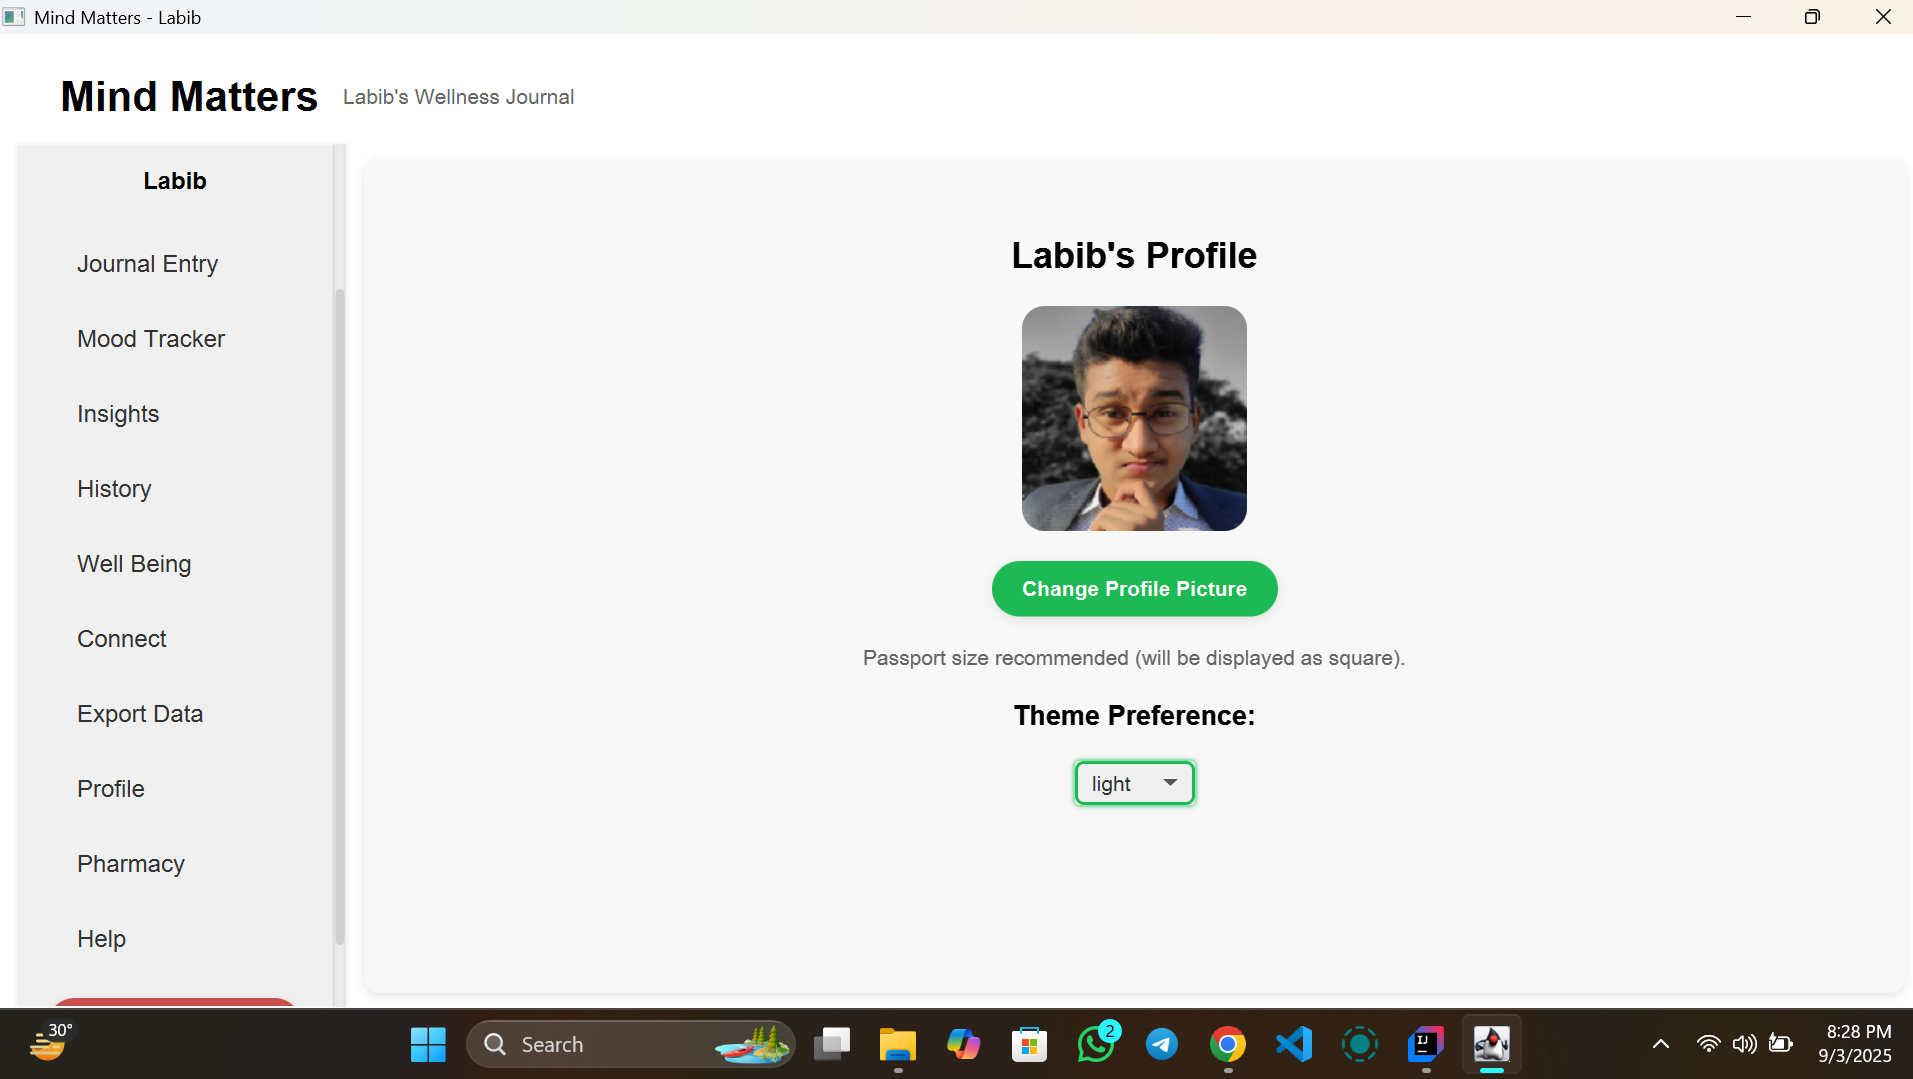 Mind Matters - Labib
Mind Matters
Labib's Wellness Journal
Labib
Journal Entry
Mood Tracker
Insights
History
Well Being
Connect
Export Data
Profile
Pharmacy
Help
Labib's Profile
Change Profile Picture
Passport size recommended (will be displayed as square).
Theme Preference:
light
30°
Search
2
IJ
8:28 PM
9/3/2025